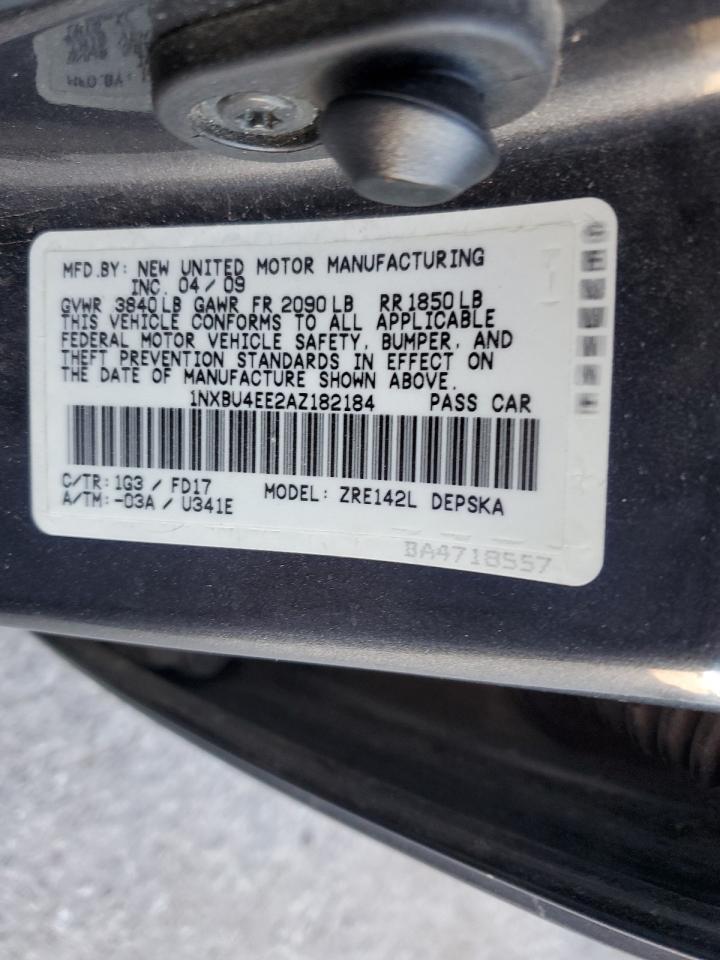 MFD.BY: NEW UNITED MOTOR MANUFACTURING
INC. 04/09
GVWR 3840LB GAWR FR 2090LB RR 1850LB
THIS VEHICLE CONFORMS TO ALL APPLICABLE
FEDERAL MOTOR VEHICLE SAFETY, BUMPER, AND
THEFT PREVENTION STANDARDS IN EFFECT ON
THE DATE OF MANUFACTURE SHOWN ABOVE.
1NXBU4EE2AZ182184 PASS CAR
C/TR: 1G3 / FD17
A/TM:-03A / U341E MODEL: ZRE142L DEPSKA
BA4718557